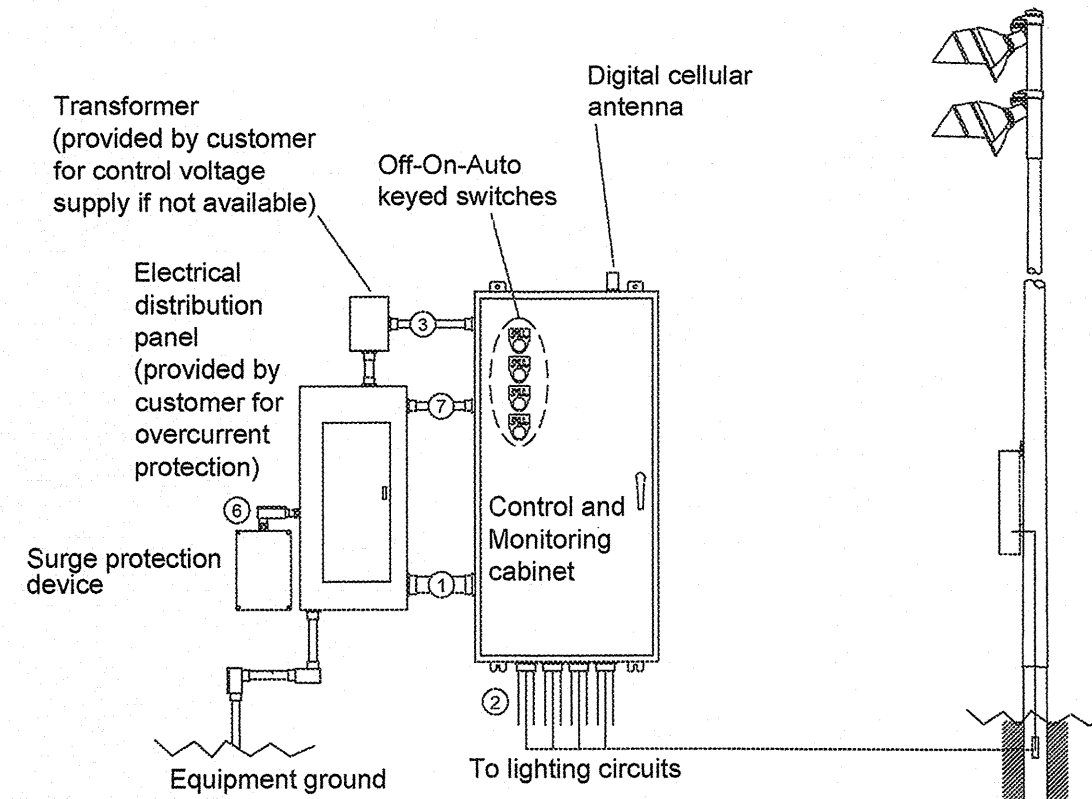 Digital cellular
antenna
Transformer
(provided by customer
for control voltage
supply if not available)
Off-On-Auto
keyed switches
Electrical
distribution
panel
(provided by
customer for
overcurrent
protection)
3
7
6
Surge protection
device
Control and
Monitoring
cabinet
1
2
To lighting circuits
Equipment ground